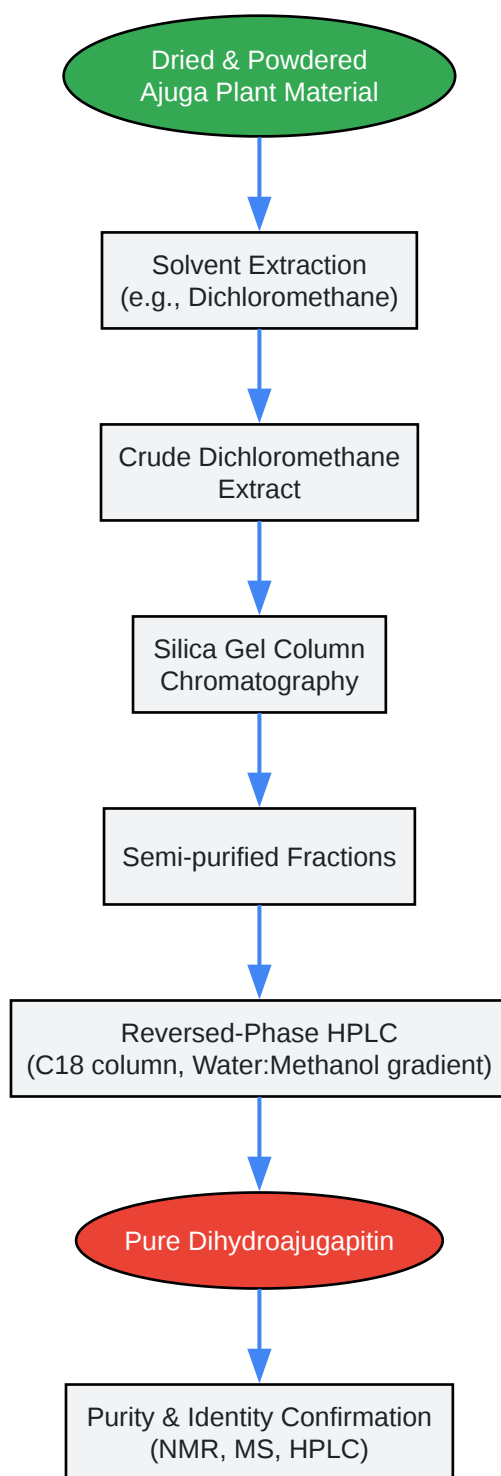 Dried & Powdered
Ajuga Plant Material
Solvent Extraction
(e.g., Dichloromethane)
Crude Dichloromethane
Extract
Silica Gel Column
Chromatography
Semi-purified Fractions
Reversed-Phase HPLC
(C18 column, Water:Methanol gradient)
Pure Dihydroajugapitin
Purity & Identity Confirmation
(NMR, MS, HPLC)